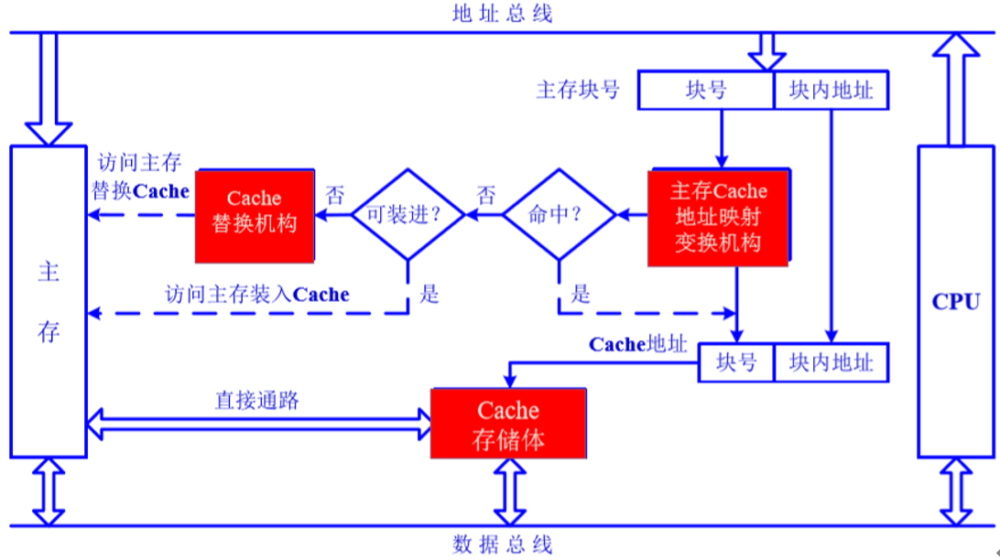 地址总线
主存块号
块号
块内地址
访问主存
替换Cache
Cache
替换机构
否
可装进？
否
命中？
主存Cache
地址映射
变换机构
主
存
访问主存装入Cache
是
是
CPU
Cache地址
块号
块内地址
直接通路
Cache
存储体
数据总线